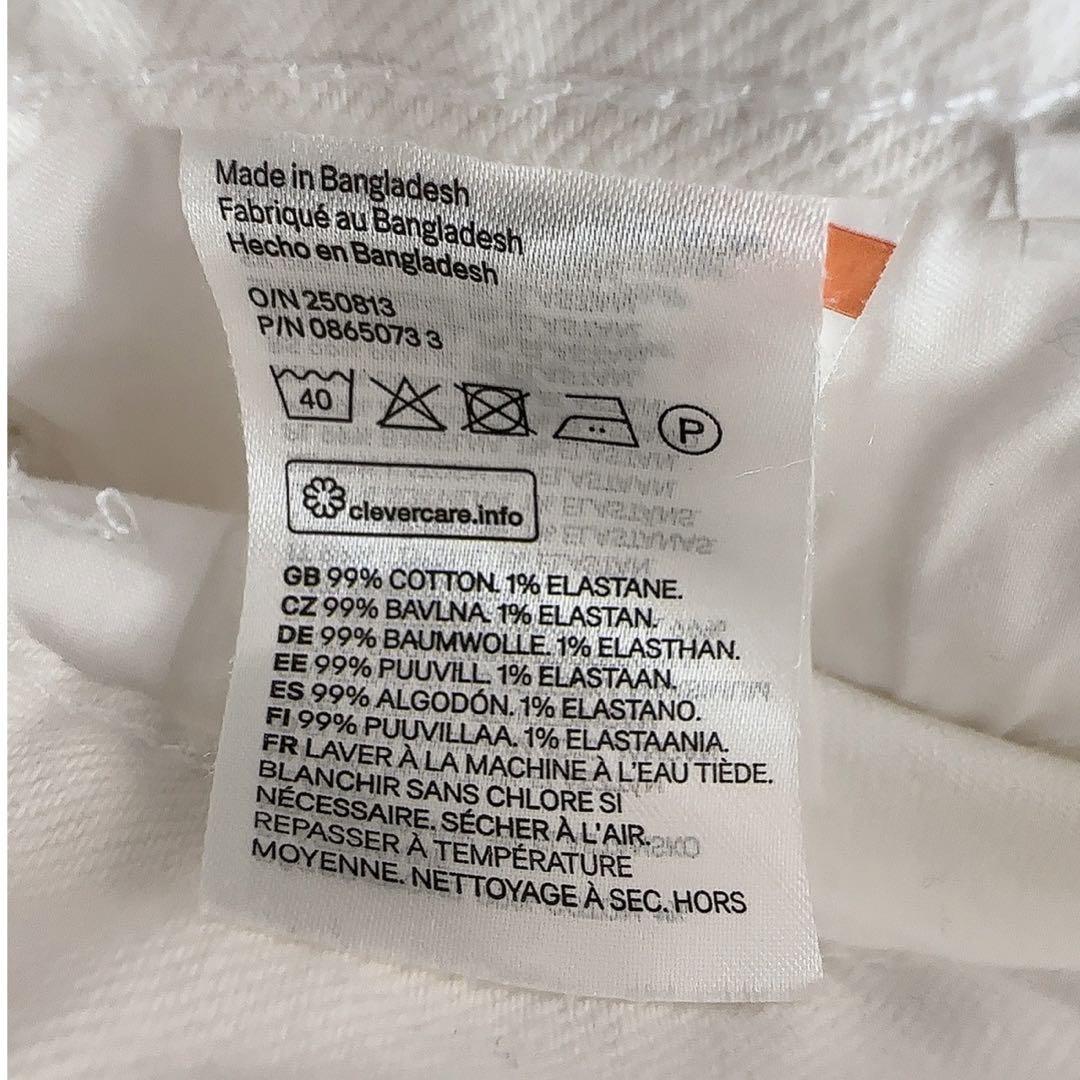 Made in Bangladesh
Fabriqué au Bangladesh
Hecho en Bangladesh
O/N 250813
P/N 0865073 3
40
P
clevercare.info
GB 99% COTTON. 1% ELASTANE.
CZ 99% BAVLNA. 1% ELASTAN.
DE 99% BAUMWOLLE. 1% ELASTHAN.
EE 99% PUUVILL. 1% ELASTAAN.
ES 99% ALGODÓN. 1% ELASTANO.
FI 99% PUUVILLAA. 1% ELASTAANIA.
FR LAVER À LA MACHINE À L'EAU TIÈDE.
BLANCHIR SANS CHLORE SI
NÉCESSAIRE. SÉCHER À L'AIR.
REPASSER À TEMPÉRATURE
MOYENNE. NETTOYAGE À SEC. HORS